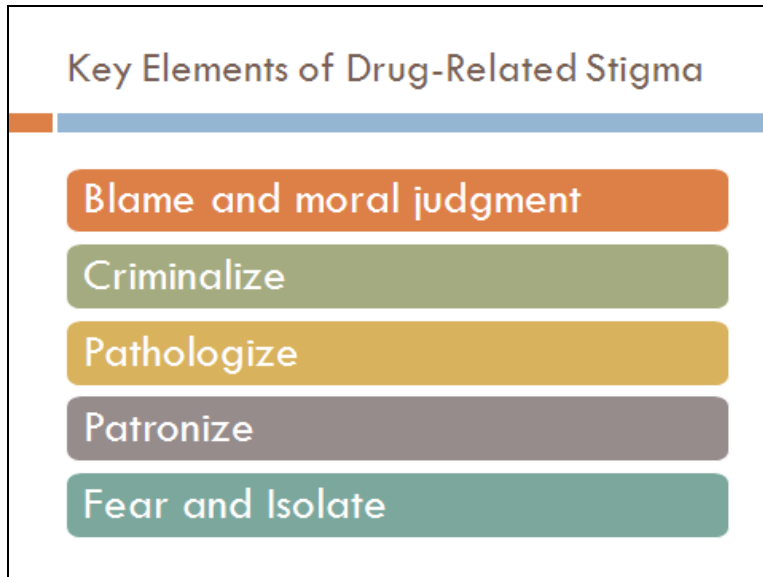 Key Elements of Drug-Related Stigma
Blame and moral judgment
Criminalize
Pathologize
Patronize
Fear and Isolate